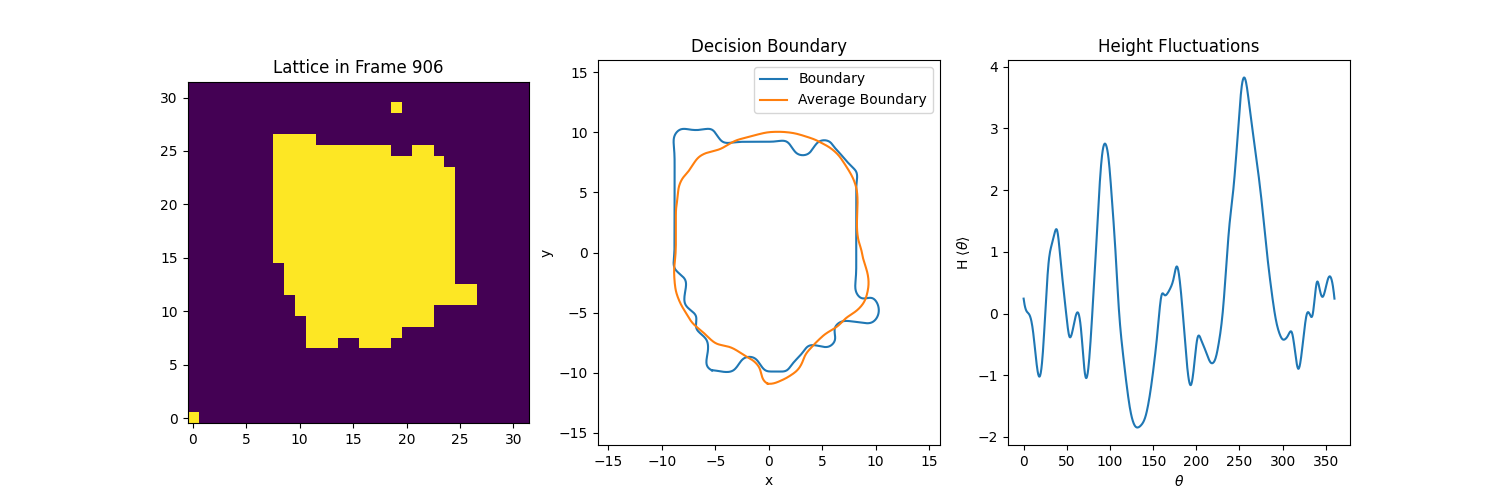 Lattice in Frame 906
30
25
20
15
10
5
0
0 5 10 15 20 25 30
Decision Boundary
Boundary
Average Boundary
15
10
5
0
−5
−10
−15
y
−15 −10 −5 0 5 10 15
x
Height Fluctuations
4
3
2
1
0
−1
−2
H ⟨θ⟩
0 50 100 150 200 250 300 350
θ